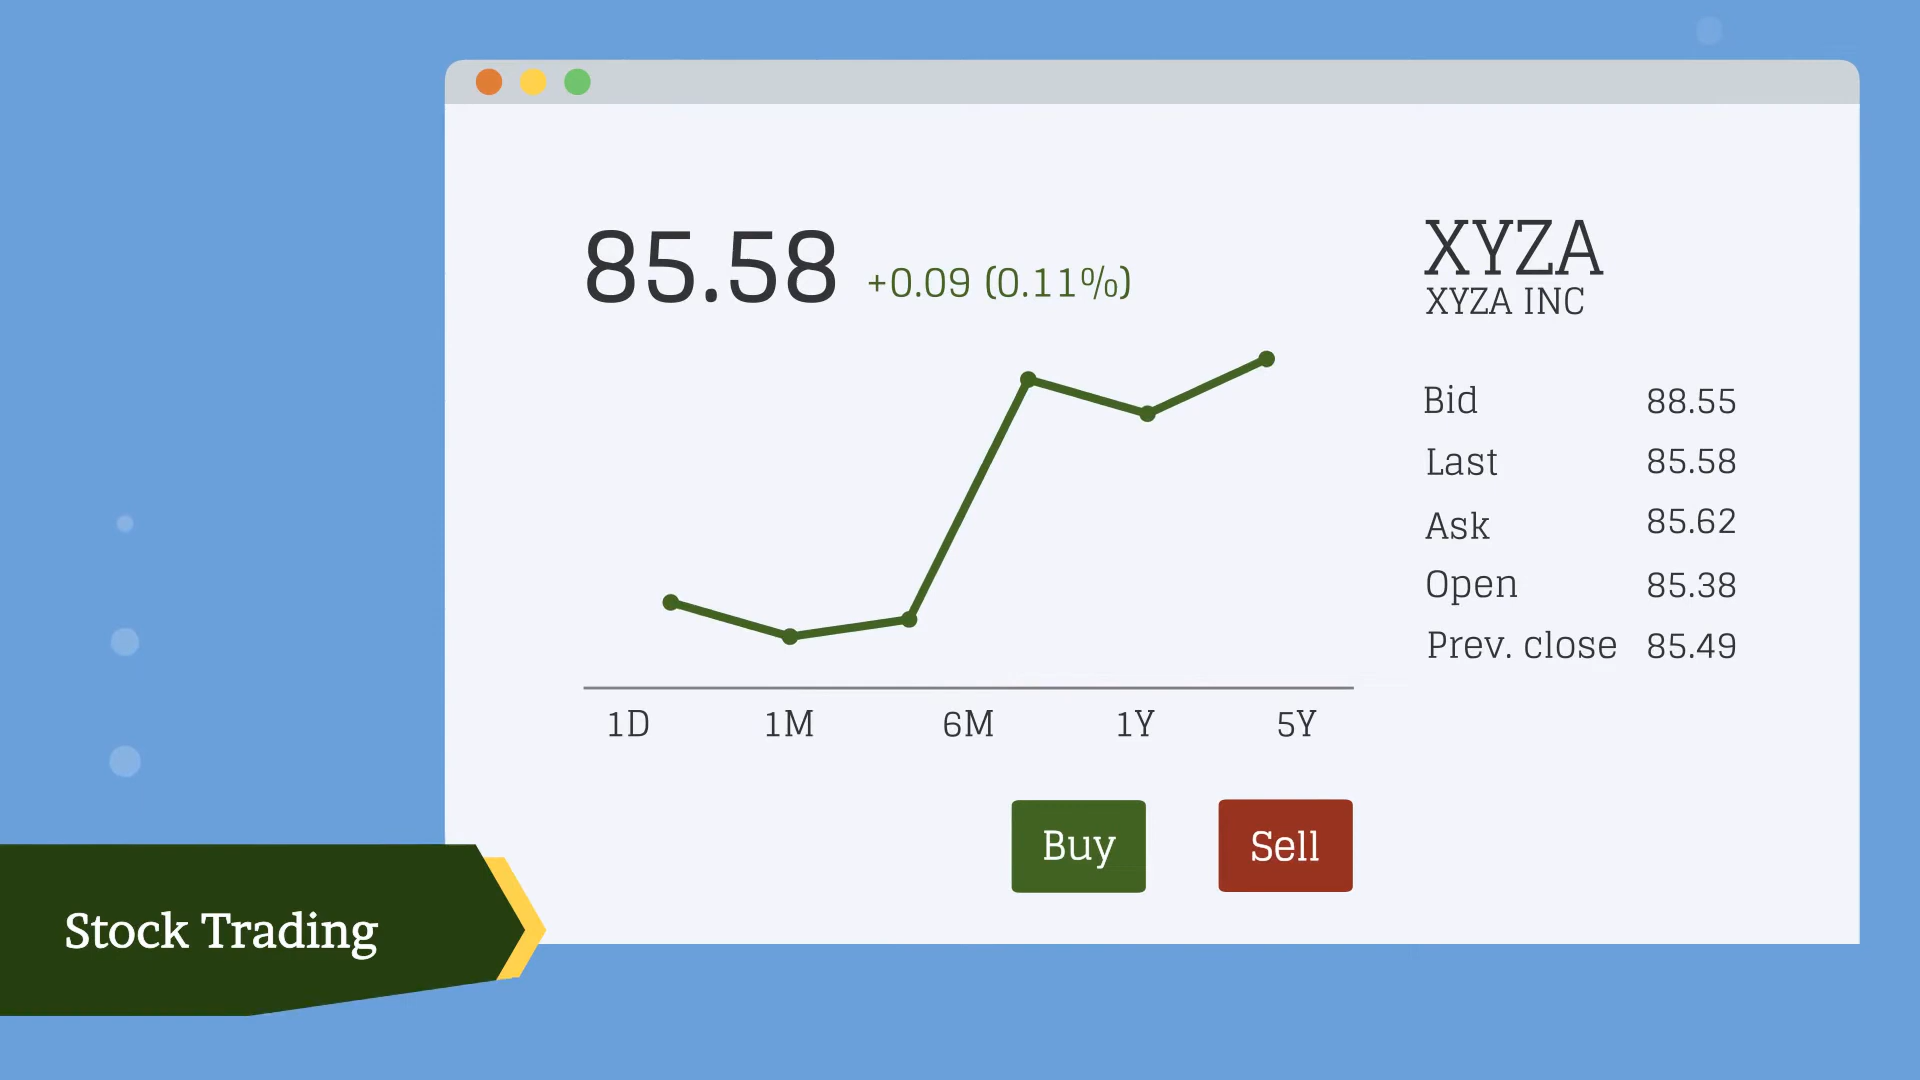 85.58 +0.09 (0.11%)
XYZA
XYZA INC
Bid 88.55
Last 85.58
Ask 85.62
Open 85.38
Prev. close 85.49
1D 1M 6M 1Y 5Y
Buy Sell
Stock Trading